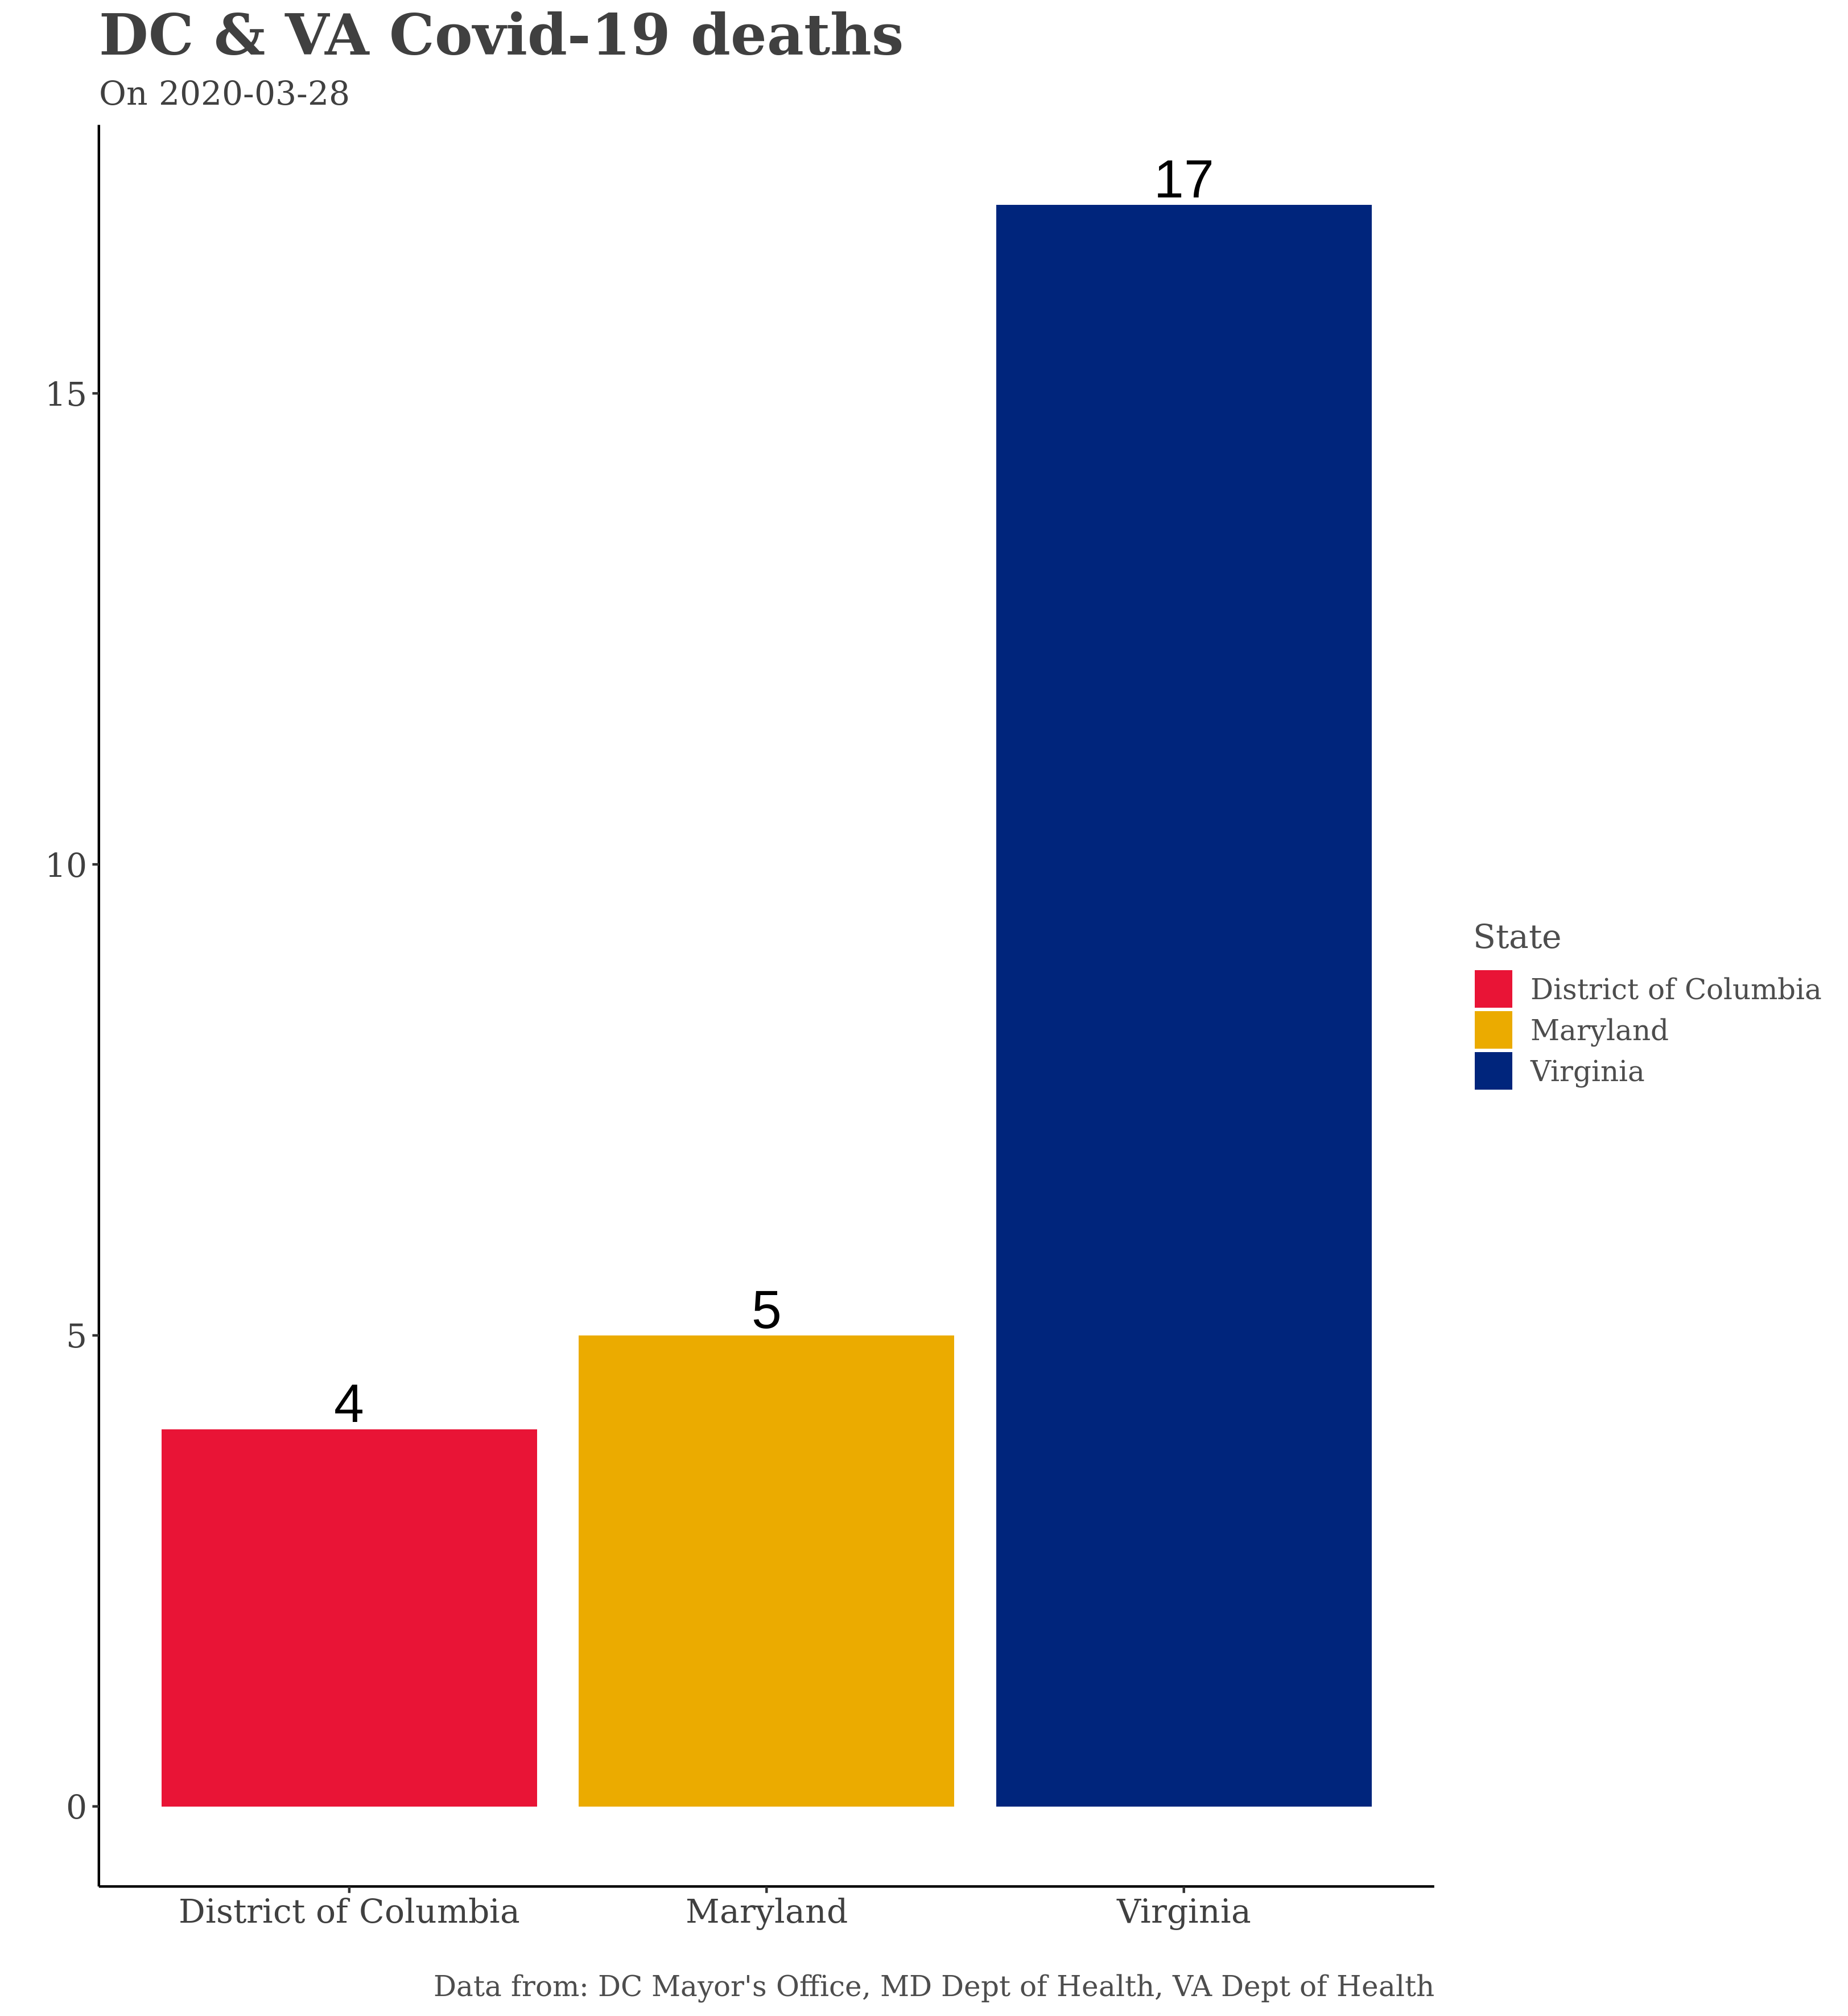 DC & VA Covid-19 deaths
On 2020-03-28
17
15
10
State
District of Columbia
Maryland
Virginia
5
5
4
0
District of Columbia
Maryland
Virginia
Data from: DC Mayor's Office, MD Dept of Health, VA Dept of Health